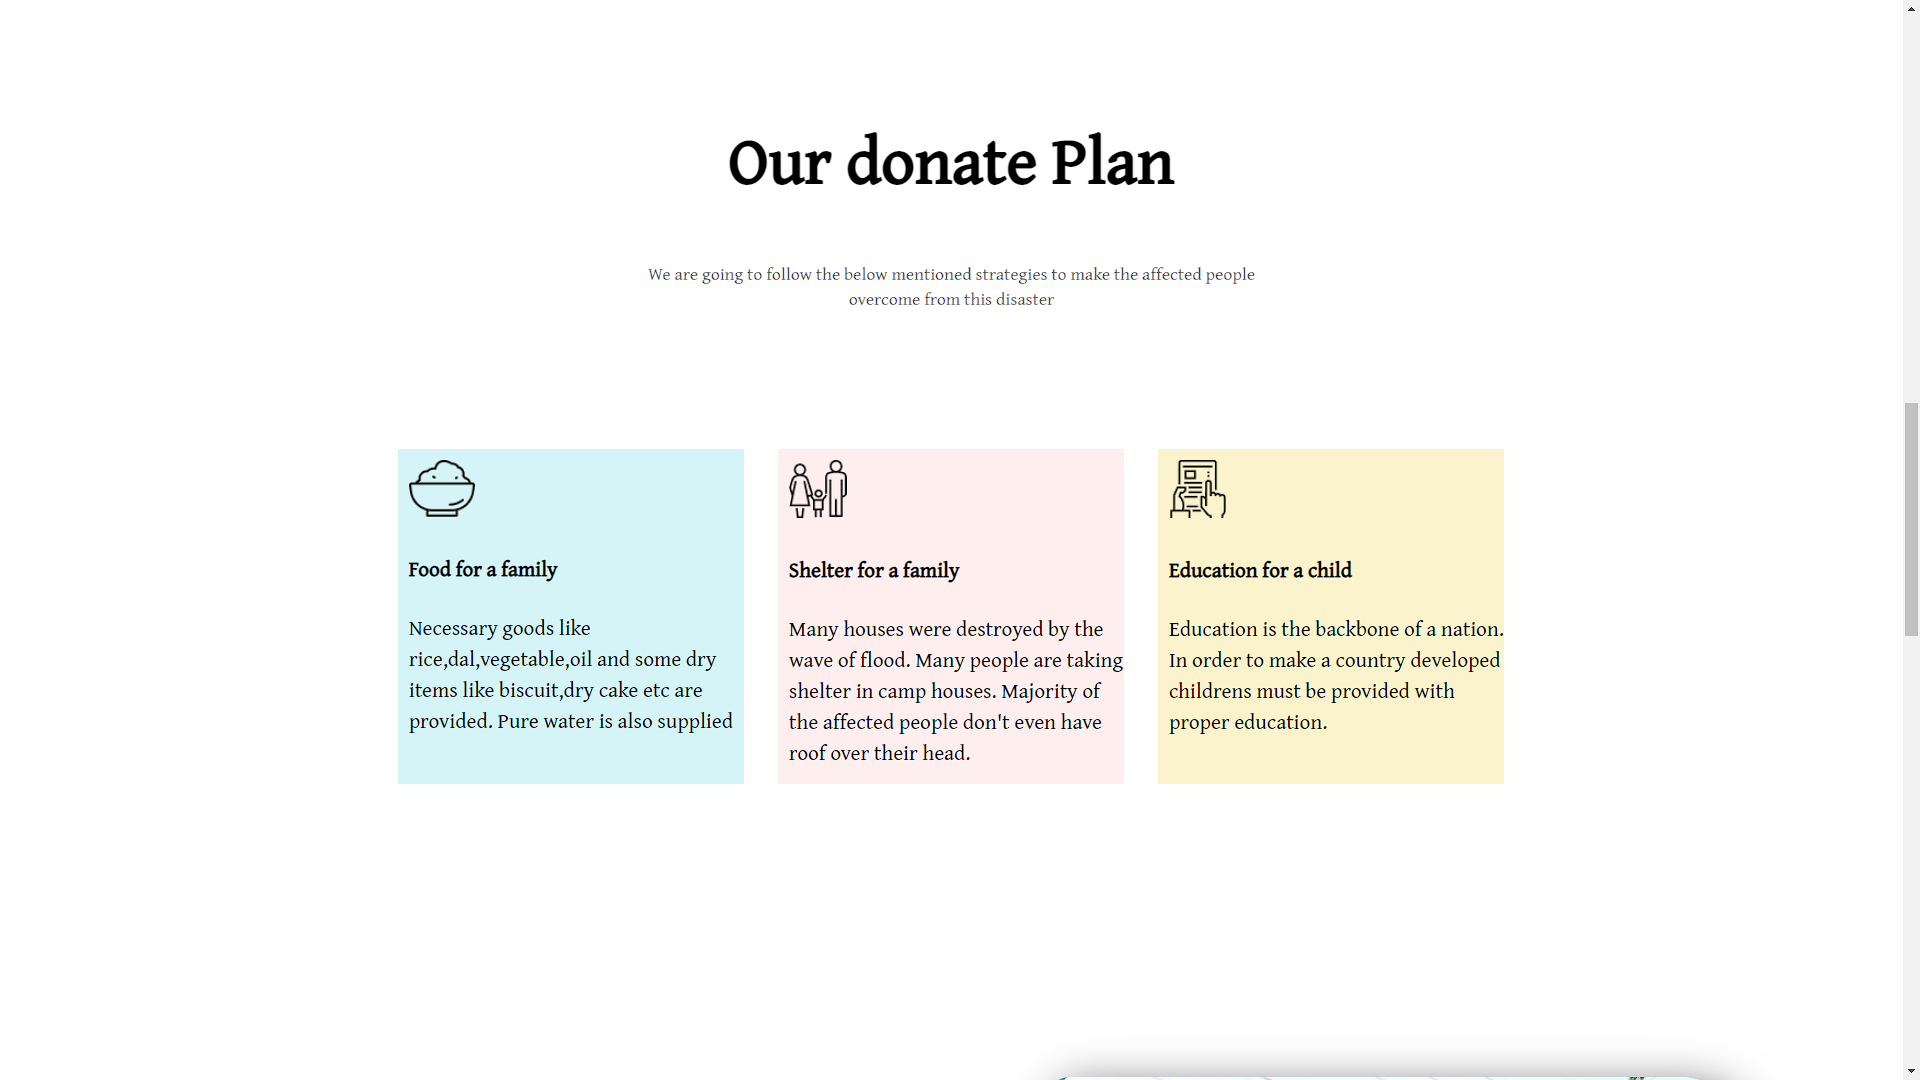 Our donate Plan
We are going to follow the below mentioned strategies to make the affected people
overcome from this disaster
Food for a family
Necessary goods like
rice,dal,vegetable,oil and some dry
items like biscuit,dry cake etc are
provided. Pure water is also supplied
Shelter for a family
Many houses were destroyed by the
wave of flood. Many people are taking
shelter in camp houses. Majority of
the affected people don't even have
roof over their head.
Education for a child
Education is the backbone of a nation.
In order to make a country developed
childrens must be provided with
proper education.